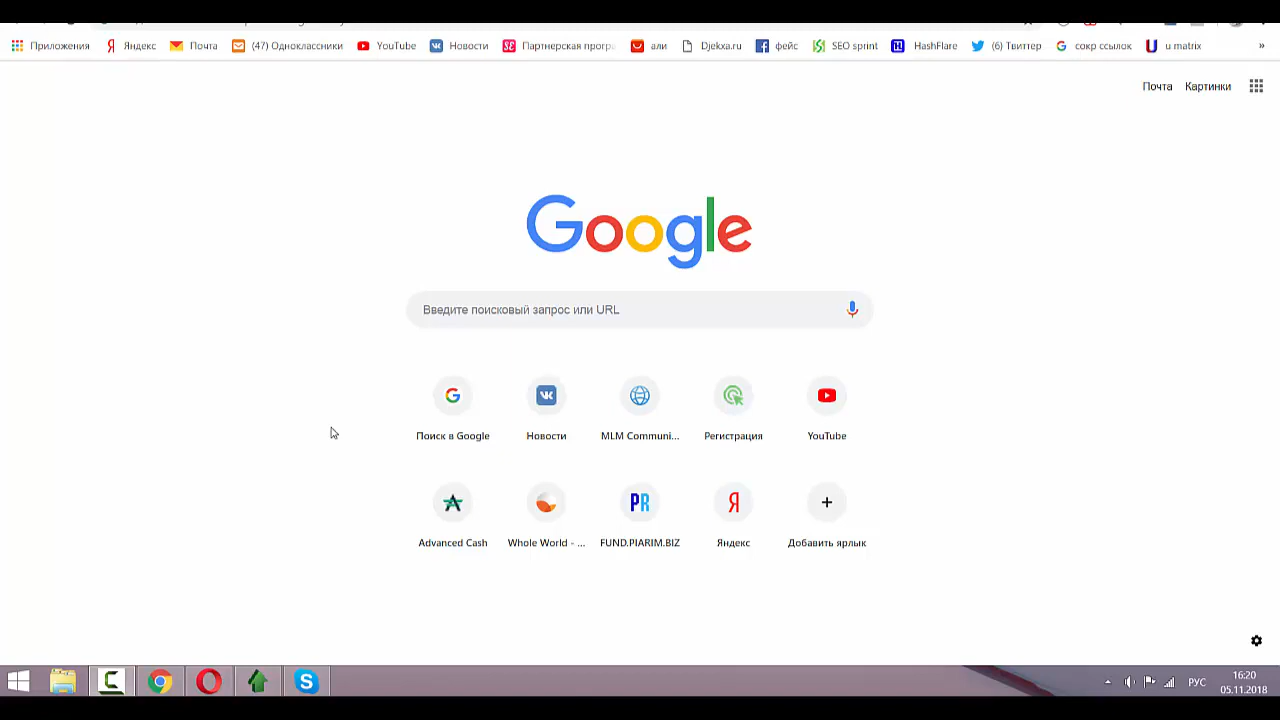 Приложения Яндекс Почта (47) Одноклассники YouTube Новости Партнерская прогр али Djekxa.ru фейс SEO sprint HashFlare (6) Твиттер сокр ссылок u matrix »
Почта Картинки
Google
Введите поисковый запрос или URL
Поиск в Google Новости MLM Communi... Регистрация YouTube
PR Я
Advanced Cash Whole World - ... FUND.PIARIM.BIZ Яндекс Добавить ярлык
РУС 16:20
05.11.2018